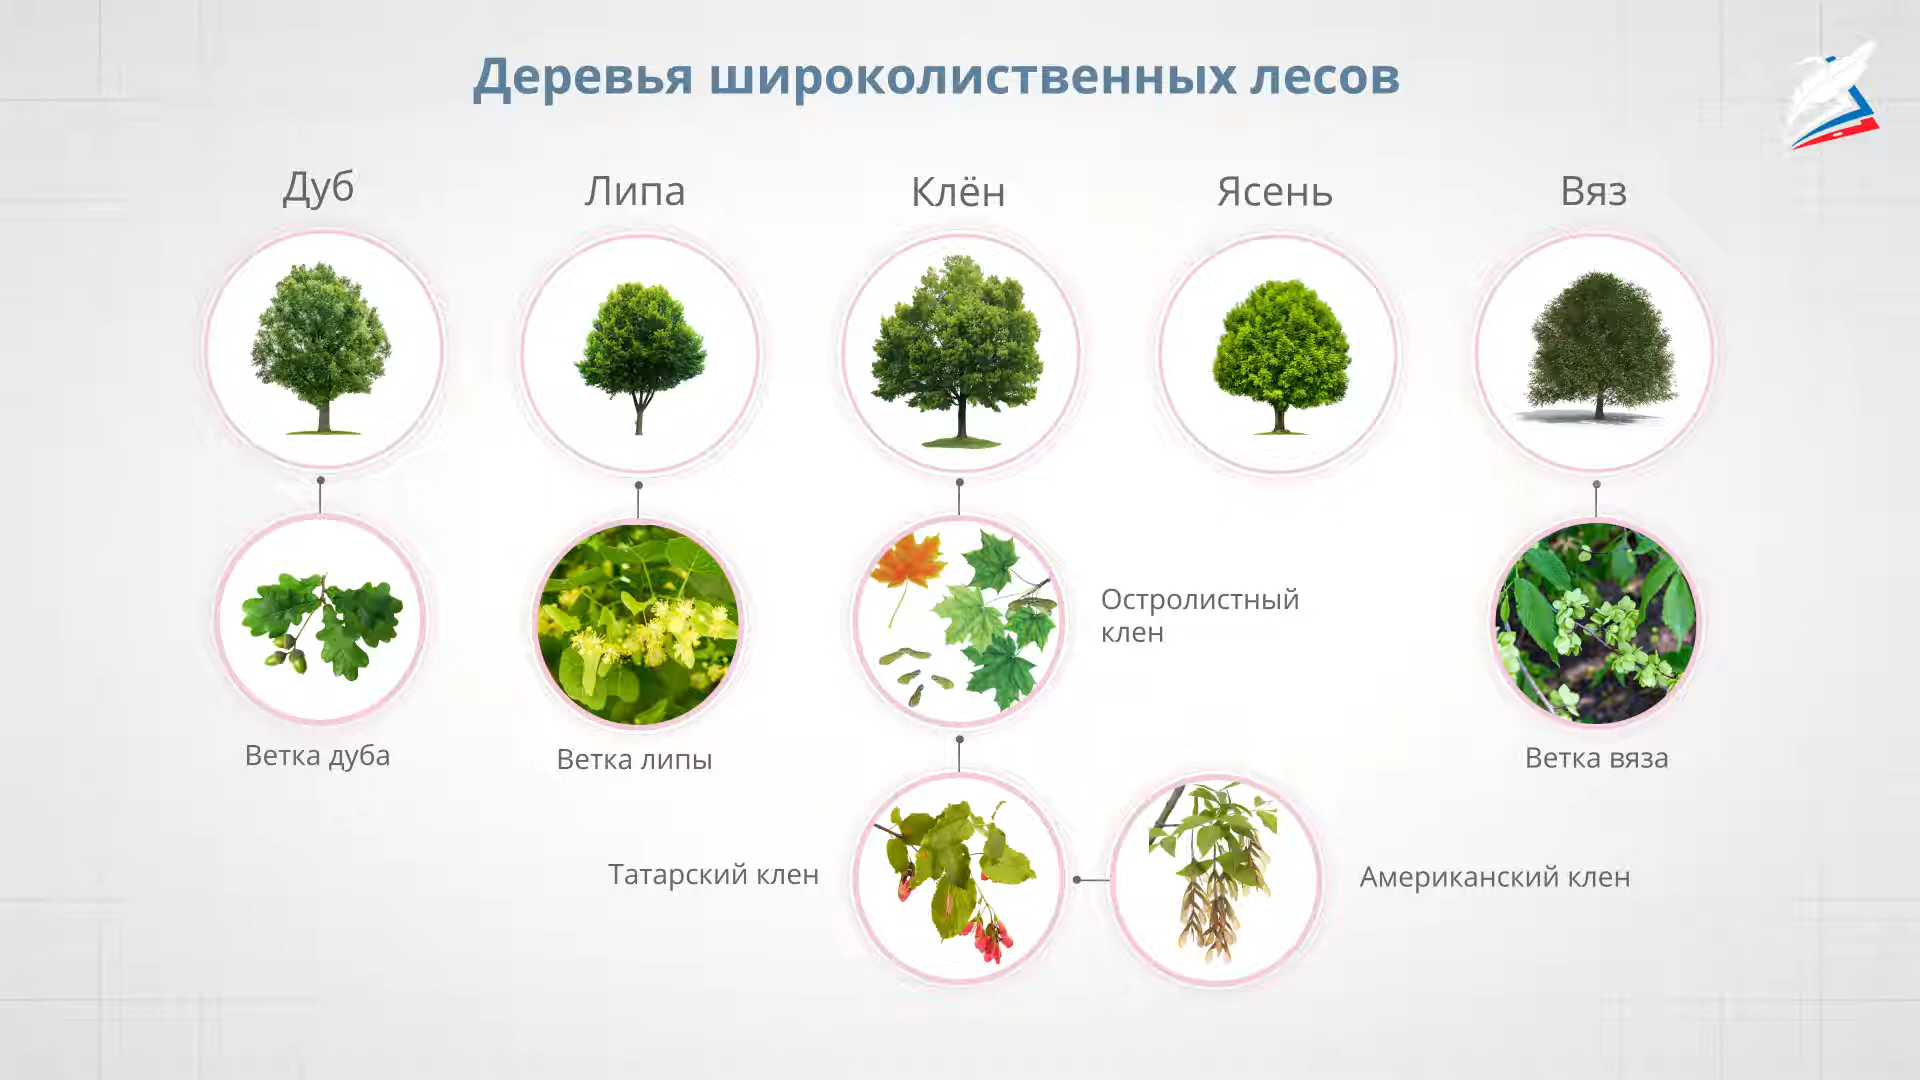 Деревья широколиственных лесов
Дуб
Липа
Клён
Ясень
Вяз
Остролистный
клен
Ветка дуба
Ветка липы
Ветка вяза
Татарский клен
Американский клен